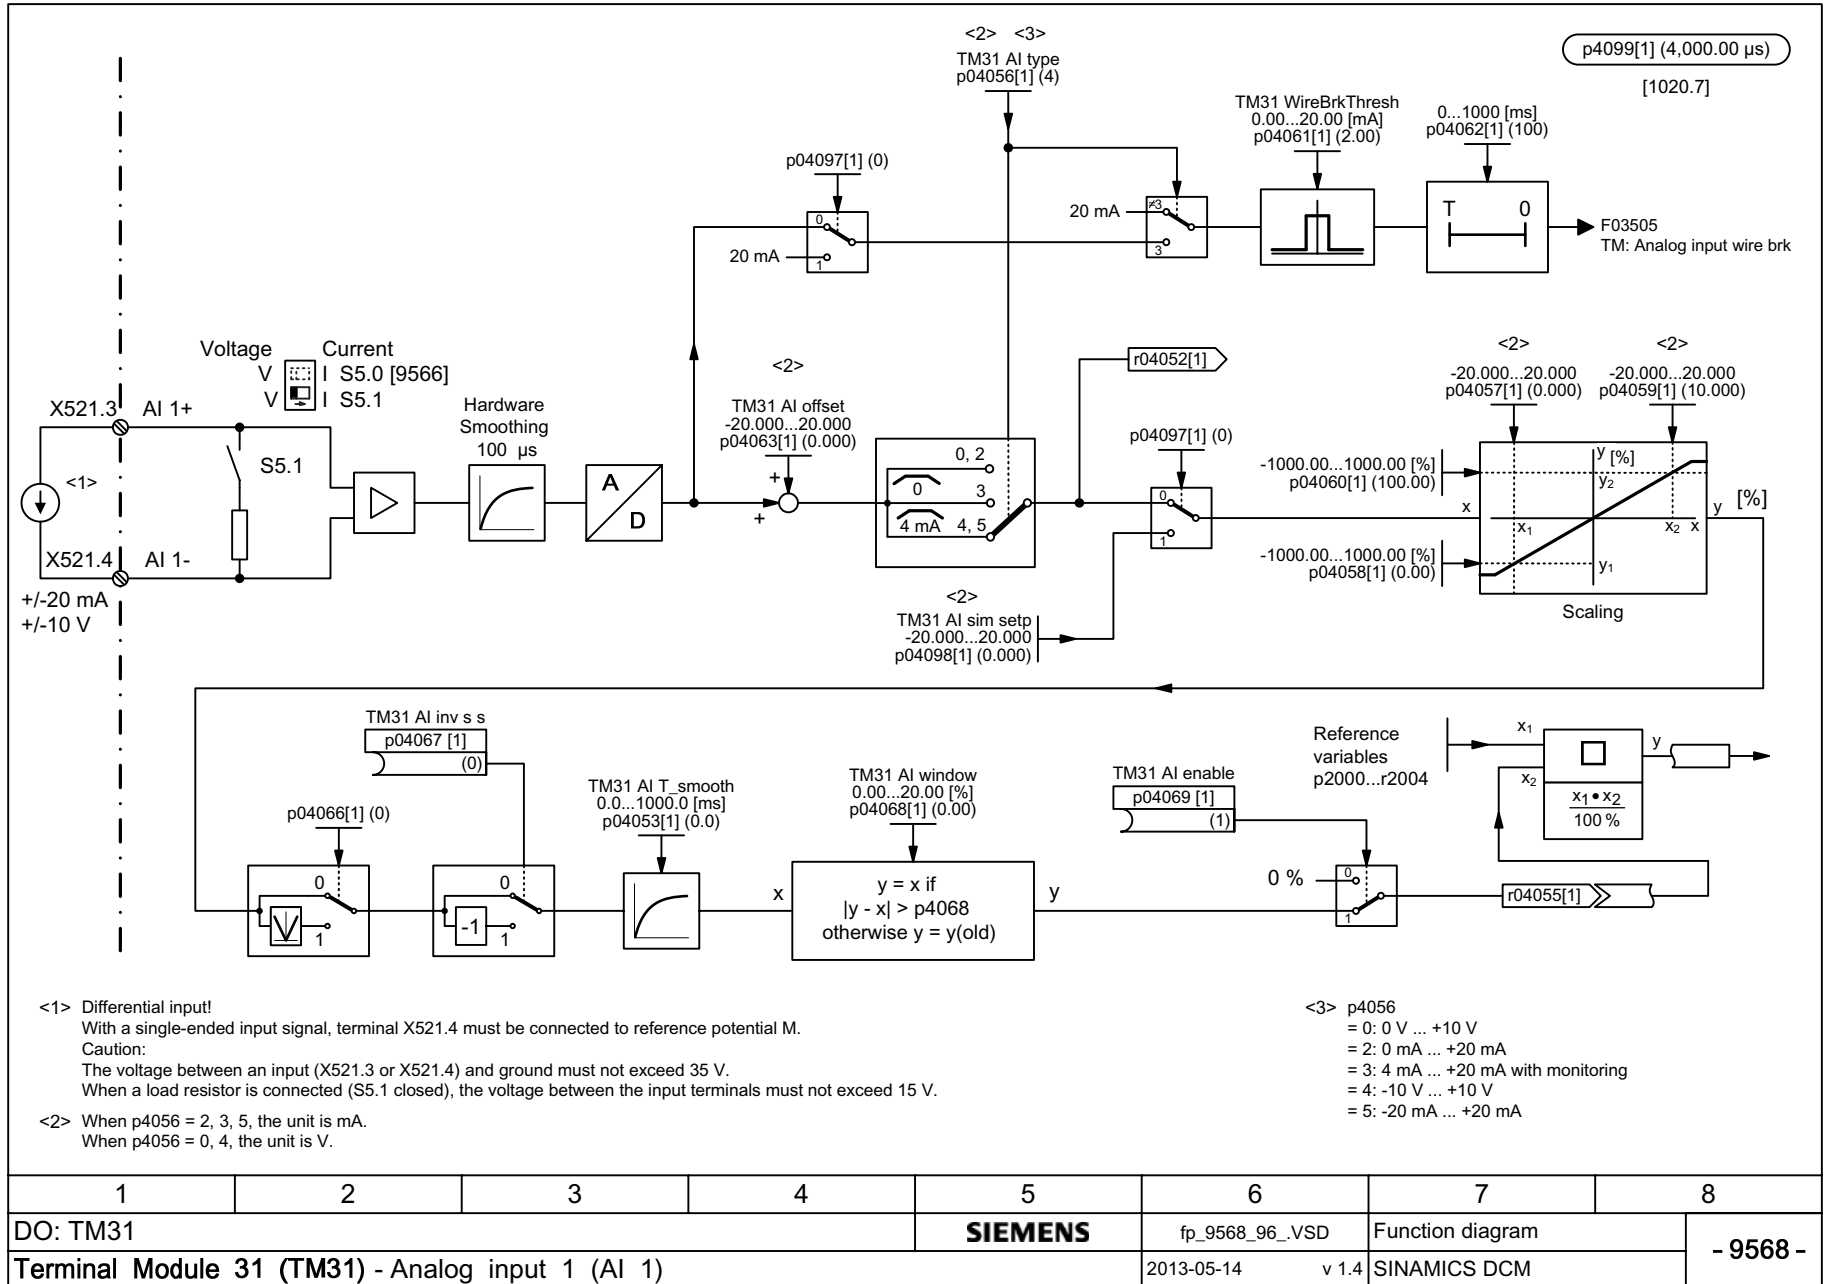 <2> <3>
TM31 AI type
p04056[1] (4)
p4099[1] (4,000.00 µs)
[1020.7]
TM31 WireBrkThresh
0.00...20.00 [mA]
p04061[1] (2.00)
0...1000 [ms]
p04062[1] (100)
p04097[1] (0)
0
20 mA
1
20 mA
≠3
3
T 0
F03505
TM: Analog input wire brk
Voltage Current
V I S5.0 [9566]
V I S5.1
X521.3 AI 1+
<1>
S5.1
X521.4 AI 1-
+/-20 mA
+/-10 V
Hardware
Smoothing
100 µs
A
D
<2>
TM31 AI offset
-20.000...20.000
p04063[1] (0.000)
+
+
0, 2
0 3
4 mA 4, 5
r04052[1]
p04097[1] (0)
0
1
<2>
TM31 AI sim setp
-20.000...20.000
p04098[1] (0.000)
<2>
-20.000...20.000
p04057[1] (0.000)
<2>
-20.000...20.000
p04059[1] (10.000)
-1000.00...1000.00 [%]
p04060[1] (100.00)
-1000.00...1000.00 [%]
p04058[1] (0.00)
x
y [%]
y2
x1
x2 x
y1
y [%]
Scaling
TM31 AI inv s s
p04067 [1]
(0)
p04066[1] (0)
0
1
0
-1
1
TM31 AI T_smooth
0.0...1000.0 [ms]
p04053[1] (0.0)
TM31 AI window
0.00...20.00 [%]
p04068[1] (0.00)
x
y = x if
|y - x| > p4068
otherwise y = y(old)
y
TM31 AI enable
p04069 [1]
(1)
0 %
0
1
Reference
variables
p2000...r2004
x1
x2
y
x1 • x2
100 %
r04055[1]
<1> Differential input!
With a single-ended input signal, terminal X521.4 must be connected to reference potential M.
Caution:
The voltage between an input (X521.3 or X521.4) and ground must not exceed 35 V.
When a load resistor is connected (S5.1 closed), the voltage between the input terminals must not exceed 15 V.
<2> When p4056 = 2, 3, 5, the unit is mA.
When p4056 = 0, 4, the unit is V.
<3> p4056
= 0: 0 V ... +10 V
= 2: 0 mA ... +20 mA
= 3: 4 mA ... +20 mA with monitoring
= 4: -10 V ... +10 V
= 5: -20 mA ... +20 mA
1 2 3 4 5 6 7 8
DO: TM31
SIEMENS
fp_9568_96_.VSD
Function diagram
- 9568 -
Terminal Module 31 (TM31) - Analog input 1 (AI 1)
2013-05-14 v 1.4
SINAMICS DCM